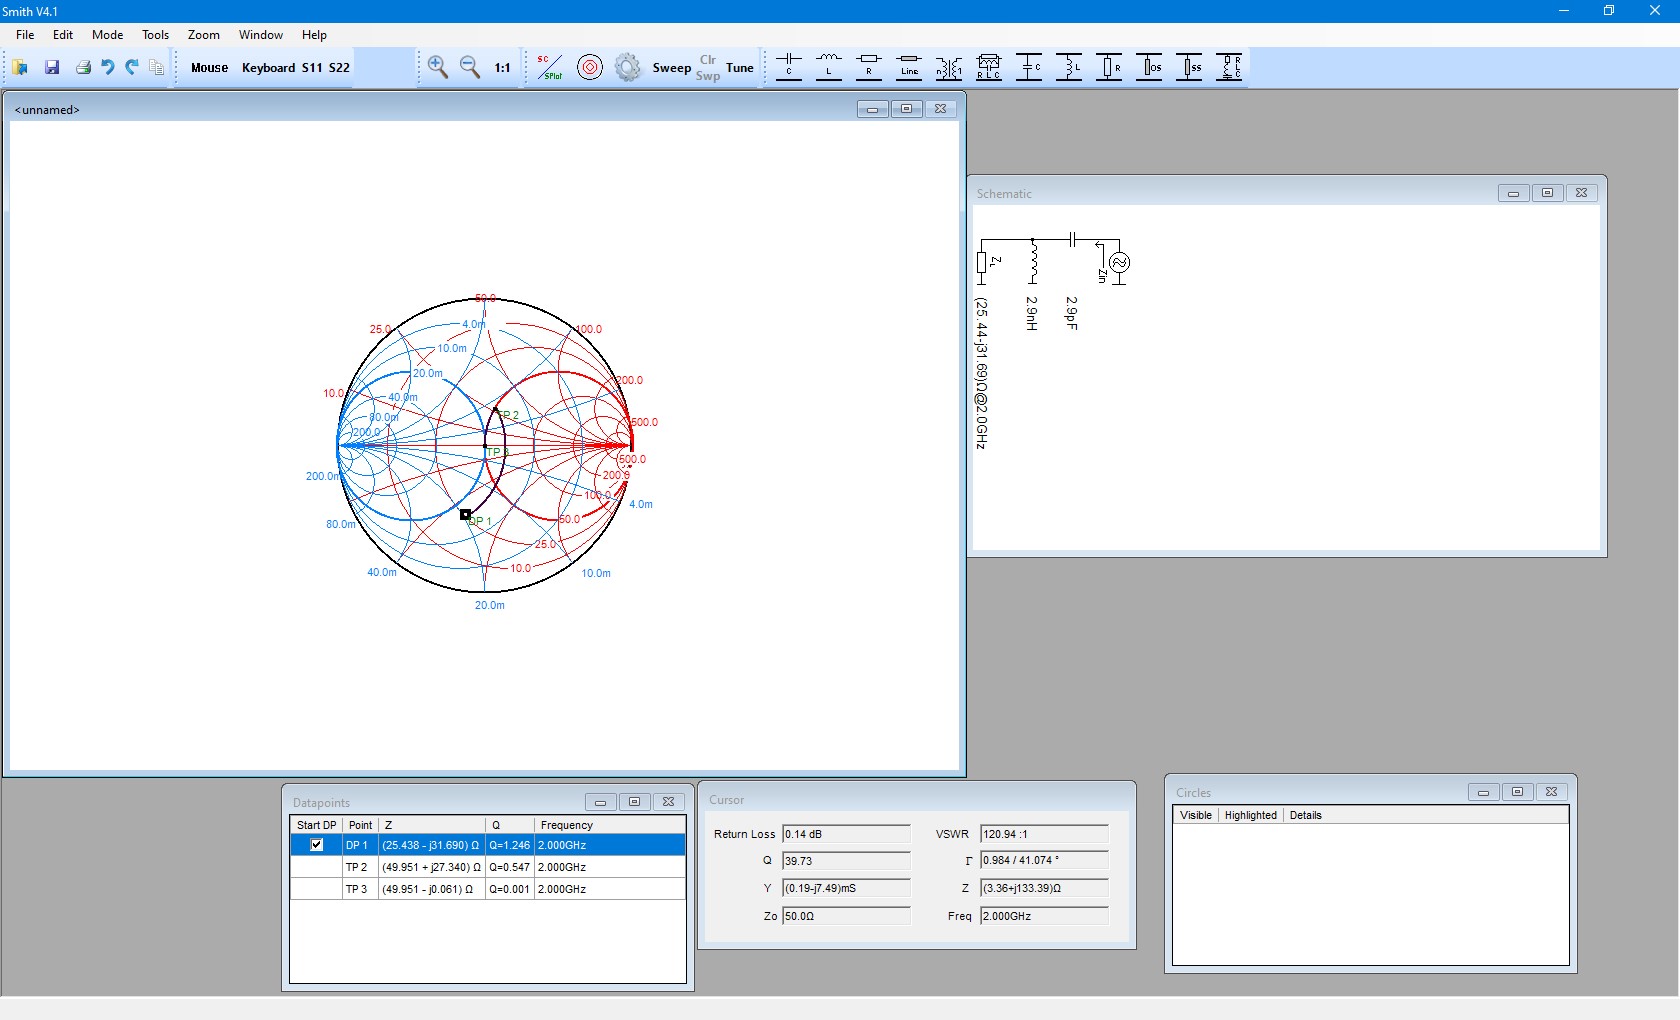 Smith V4.1
File Edit Mode Tools Zoom Window Help
Mouse Keyboard S11 S22 1:1 SC SPlot Sweep Clr Swp Tune C L R Line n 1 RLC C L R OS SS RLC
<unnamed>
50.0
25.0 4.0m 100.0
10.0m
10.0 20.0m 200.0
40.0m
80.0m TP 2 500.0
200.0
TP 3 500.0
200.0m 200.0
100.0 4.0m
80.0m DP 1 50.0
25.0
40.0m 10.0 10.0m
20.0m
Schematic
ZL Zin
(25.44-j31.69)Ω@2.0GHz
2.9nH
2.9pF
Datapoints
Start DP Point Z Q Frequency
DP 1 (25.438 - j31.690) Ω Q=1.246 2.000GHz
TP 2 (49.951 + j27.340) Ω Q=0.547 2.000GHz
TP 3 (49.951 - j0.061) Ω Q=0.001 2.000GHz
Cursor
Return Loss 0.14 dB VSWR 120.94 :1
Q 39.73 Γ 0.984 / 41.074 °
Y (0.19-j7.49)mS Z (3.36+j133.39)Ω
Zo 50.0Ω Freq 2.000GHz
Circles
Visible Highlighted Details